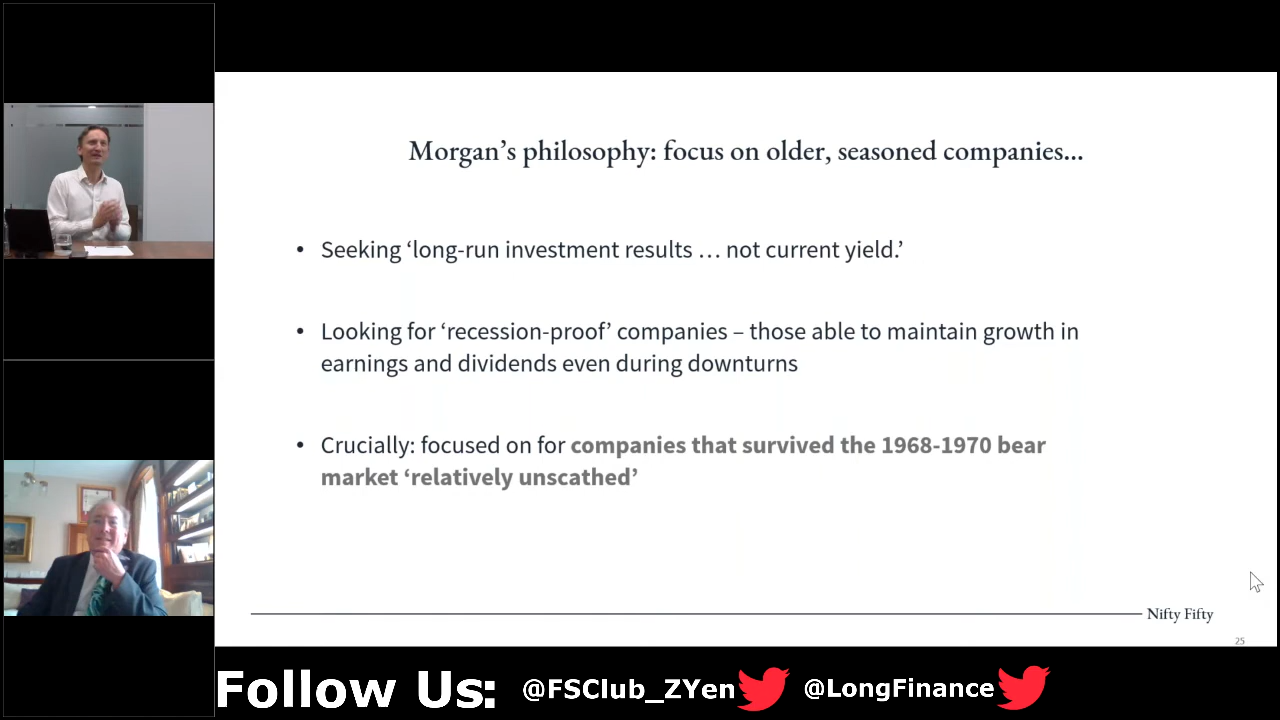 Morgan’s philosophy: focus on older, seasoned companies...
• Seeking ‘long-run investment results … not current yield.’
• Looking for ‘recession-proof’ companies – those able to maintain growth in
earnings and dividends even during downturns
• Crucially: focused on for companies that survived the 1968-1970 bear
market ‘relatively unscathed’
Nifty Fifty
25
Follow Us: @FSClub_ZYen @LongFinance